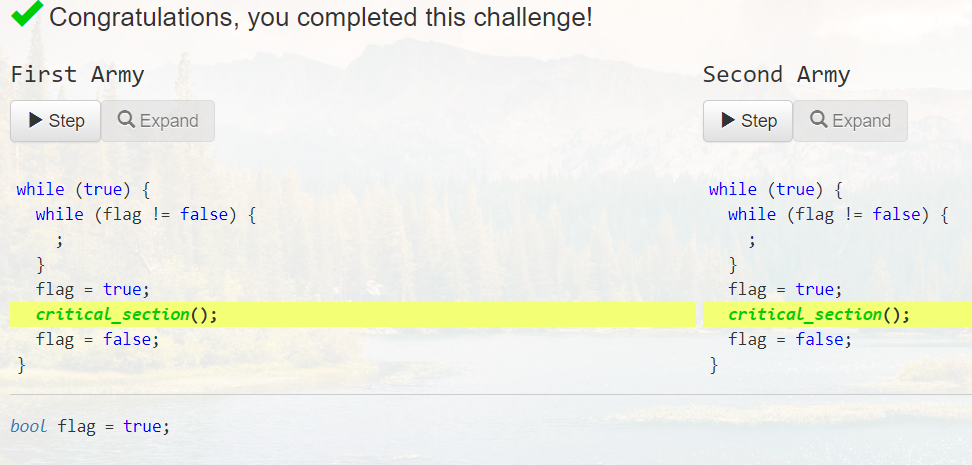 Congratulations, you completed this challenge!
First Army
Step Expand
while (true) {
  while (flag != false) {
    ;
  }
  flag = true;
  critical_section();
  flag = false;
}
Second Army
Step Expand
while (true) {
  while (flag != false) {
    ;
  }
  flag = true;
  critical_section();
  flag = false;
}
bool flag = true;